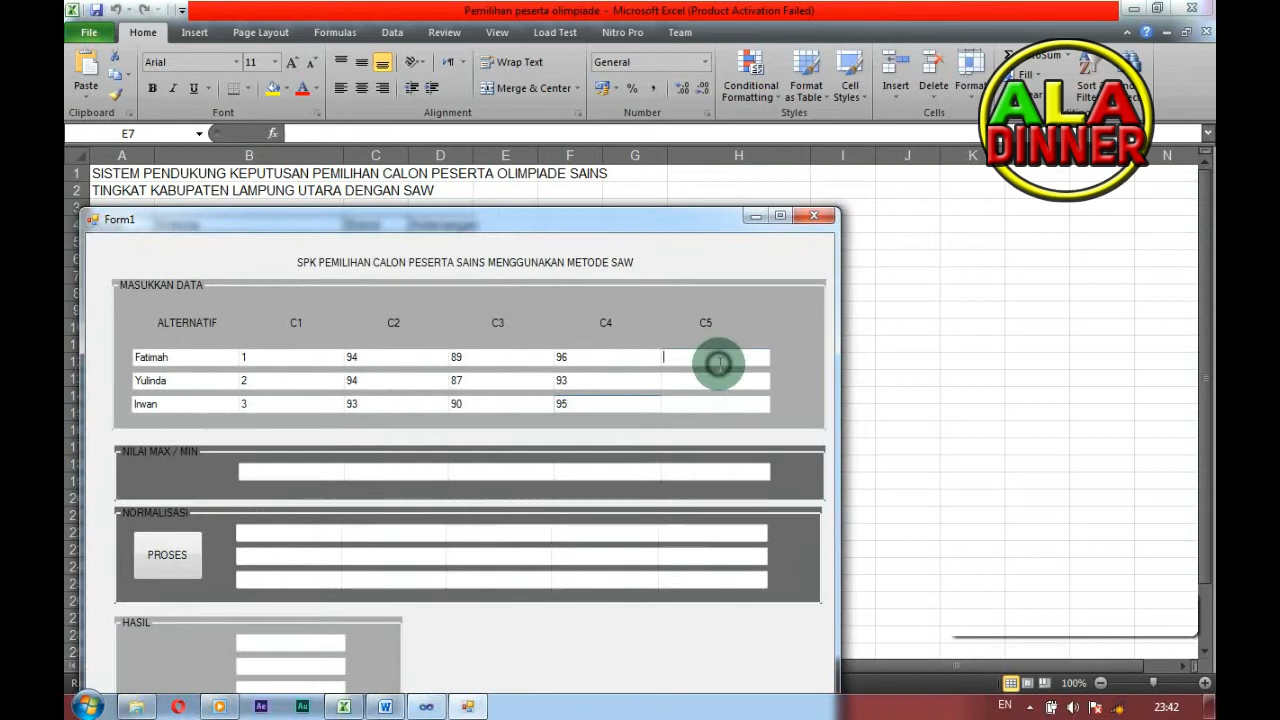 Pemilihan peserta olimpiade - Microsoft Excel (Product Activation Failed)
File Home Insert Page Layout Formulas Data Review View Load Test Nitro Pro Team
Arial 11 Wrap Text General AutoSum
Fill
Paste B I U Merge & Center Conditional Formatting Format as Table Cell Styles Insert Delete Format Sort & Filter
Clipboard Font Alignment Number Styles Cells
ALA DINNER
E7 fx
A B C D E F G H I J K L N
1 SISTEM PENDUKUNG KEPUTUSAN PEMILIHAN CALON PESERTA OLIMPIADE SAINS
2 TINGKAT KABUPATEN LAMPUNG UTARA DENGAN SAW
Form1
SPK PEMILIHAN CALON PESERTA SAINS MENGGUNAKAN METODE SAW
MASUKKAN DATA
ALTERNATIF C1 C2 C3 C4 C5
Fatimah 1 94 89 96
Yulinda 2 94 87 93
Irwan 3 93 90 95
NILAI MAX / MIN
NORMALISASI
PROSES
HASIL
100%
EN 23:42